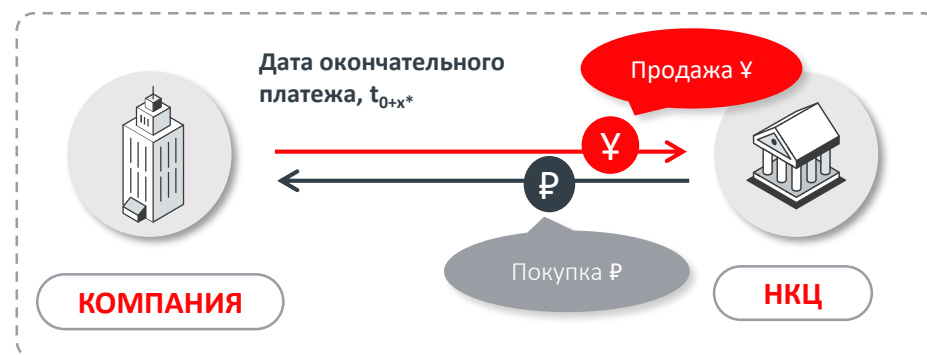 Дата окончательного
платежа, t0+x*
Продажа ¥
¥
₽
Покупка ₽
КОМПАНИЯ
НКЦ